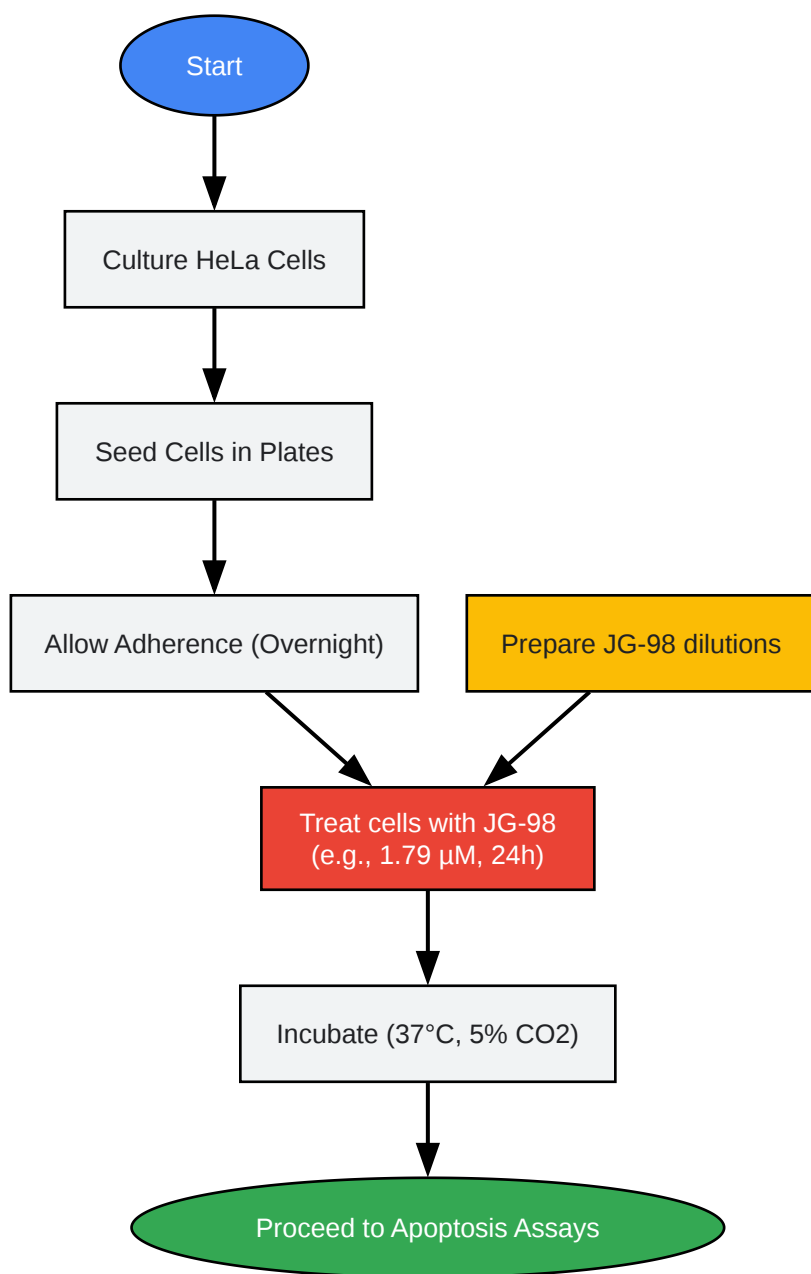 Start
Culture HeLa Cells
Seed Cells in Plates
Allow Adherence (Overnight)
Prepare JG-98 dilutions
Treat cells with JG-98
(e.g., 1.79 µM, 24h)
Incubate (37°C, 5% CO2)
Proceed to Apoptosis Assays